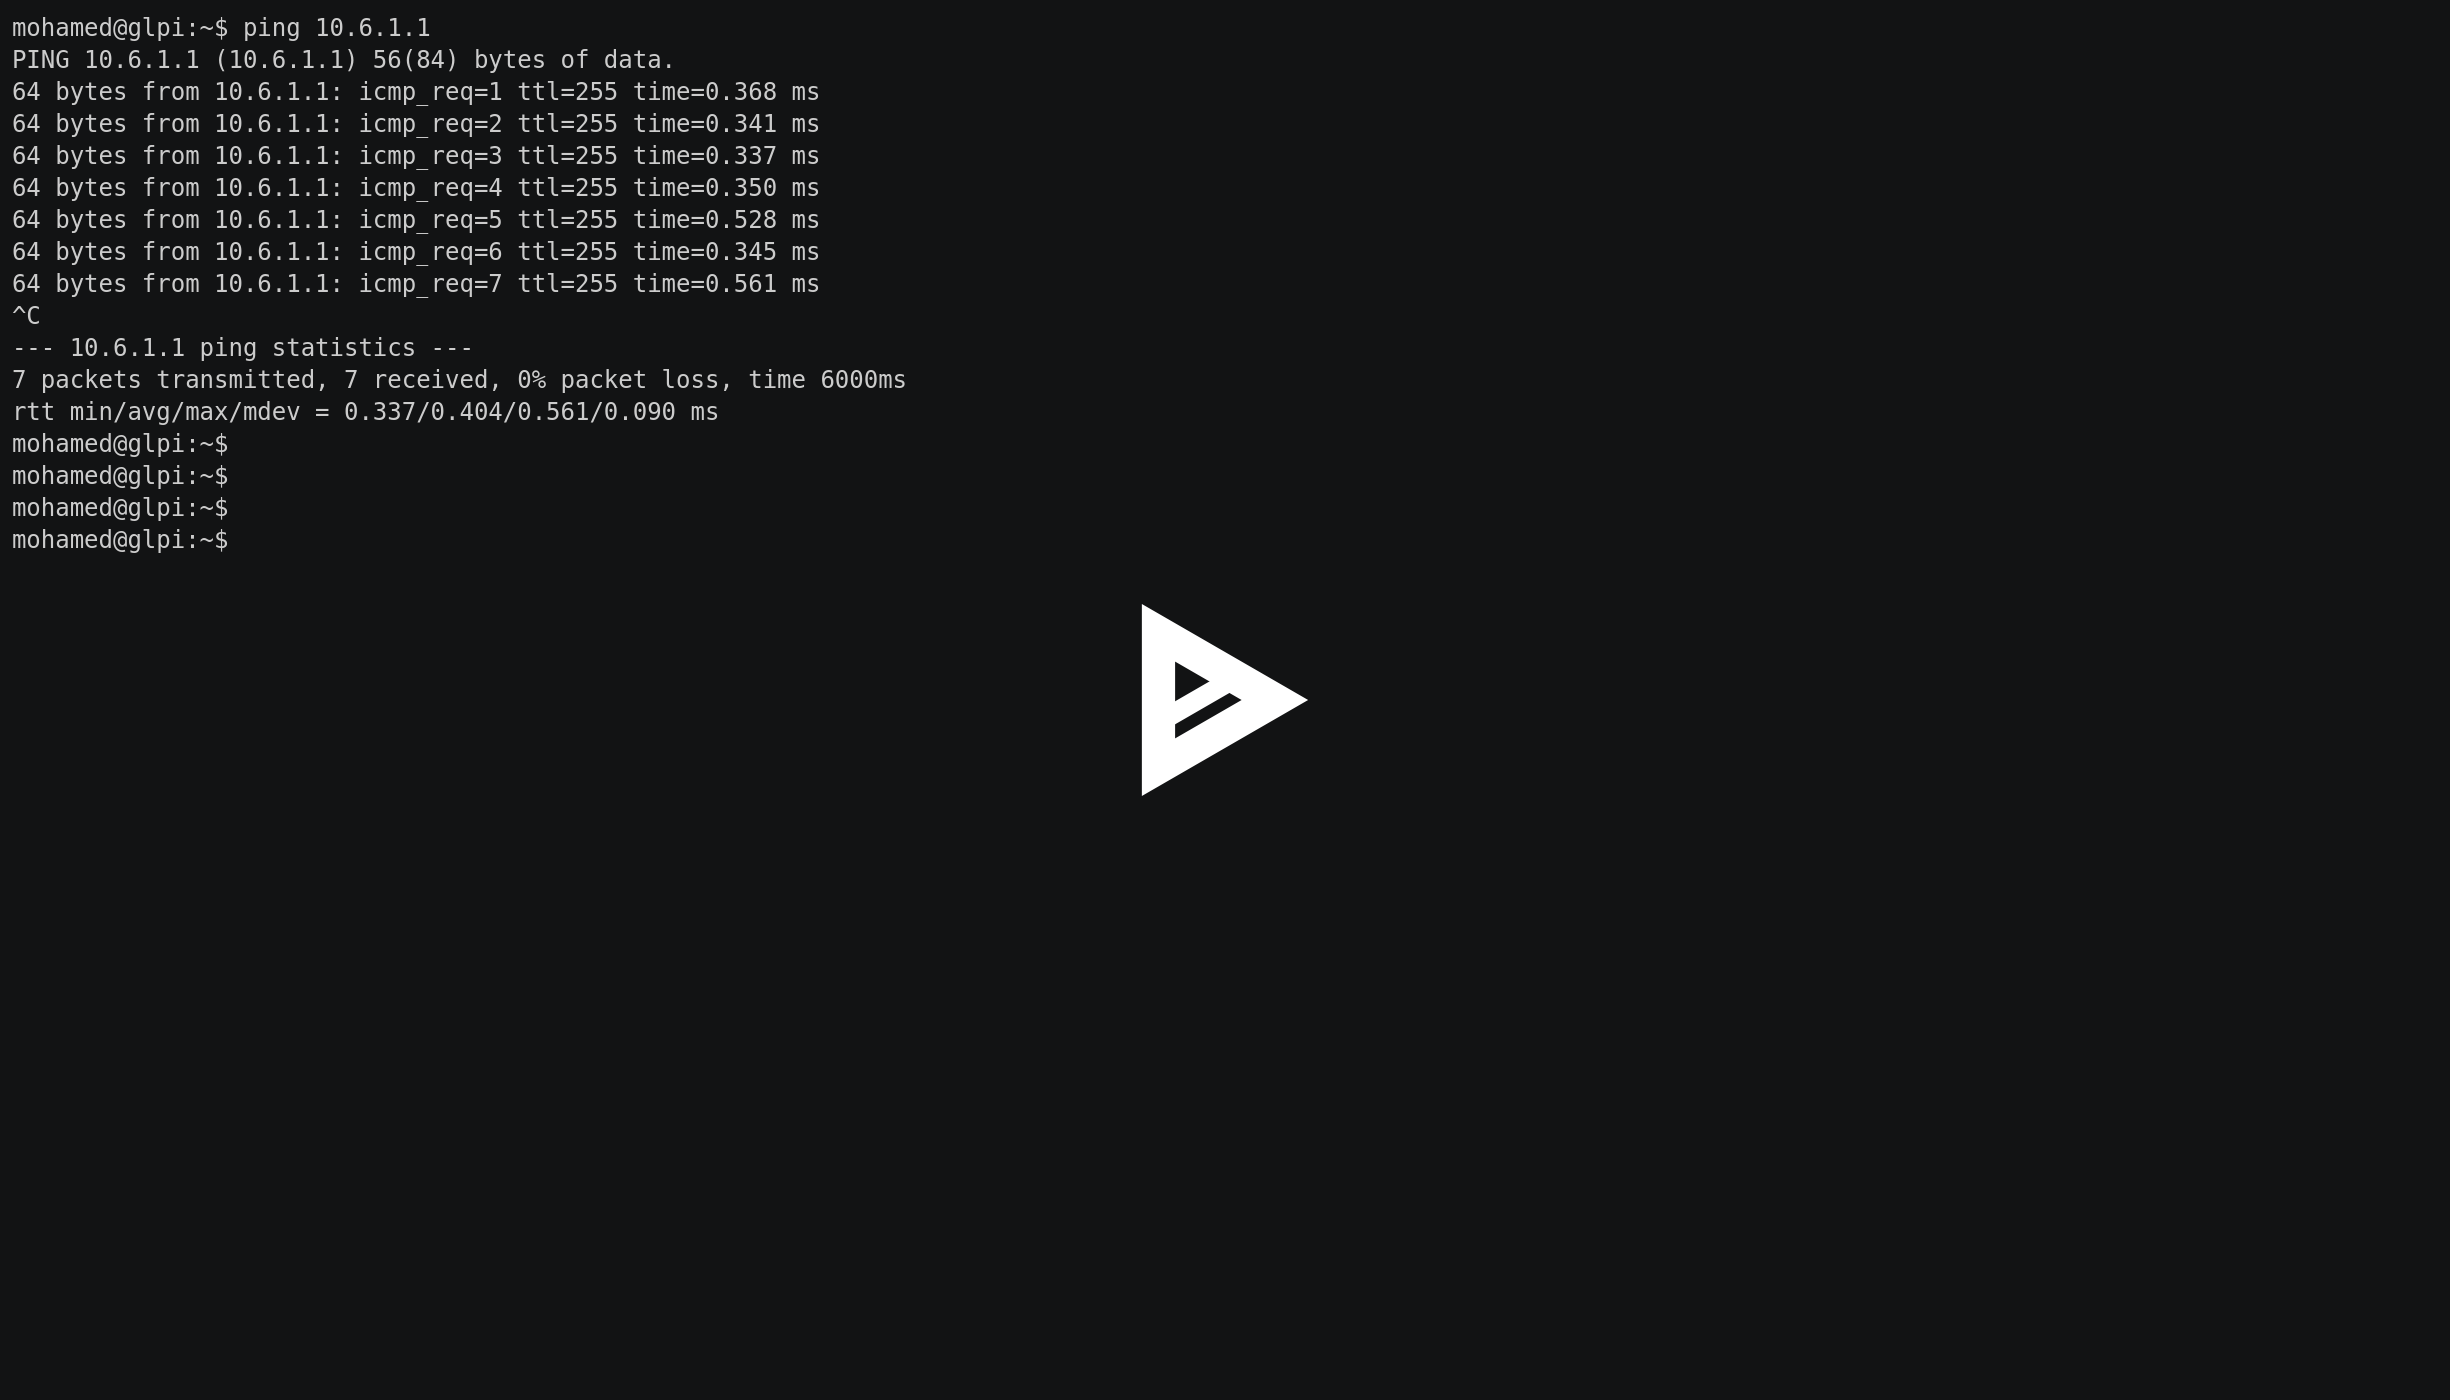 mohamed@glpi:~$ ping 10.6.1.1
PING 10.6.1.1 (10.6.1.1) 56(84) bytes of data.
64 bytes from 10.6.1.1: icmp_req=1 ttl=255 time=0.368 ms
64 bytes from 10.6.1.1: icmp_req=2 ttl=255 time=0.341 ms
64 bytes from 10.6.1.1: icmp_req=3 ttl=255 time=0.337 ms
64 bytes from 10.6.1.1: icmp_req=4 ttl=255 time=0.350 ms
64 bytes from 10.6.1.1: icmp_req=5 ttl=255 time=0.528 ms
64 bytes from 10.6.1.1: icmp_req=6 ttl=255 time=0.345 ms
64 bytes from 10.6.1.1: icmp_req=7 ttl=255 time=0.561 ms
^C
--- 10.6.1.1 ping statistics ---
7 packets transmitted, 7 received, 0% packet loss, time 6000ms
rtt min/avg/max/mdev = 0.337/0.404/0.561/0.090 ms
mohamed@glpi:~$
mohamed@glpi:~$
mohamed@glpi:~$
mohamed@glpi:~$